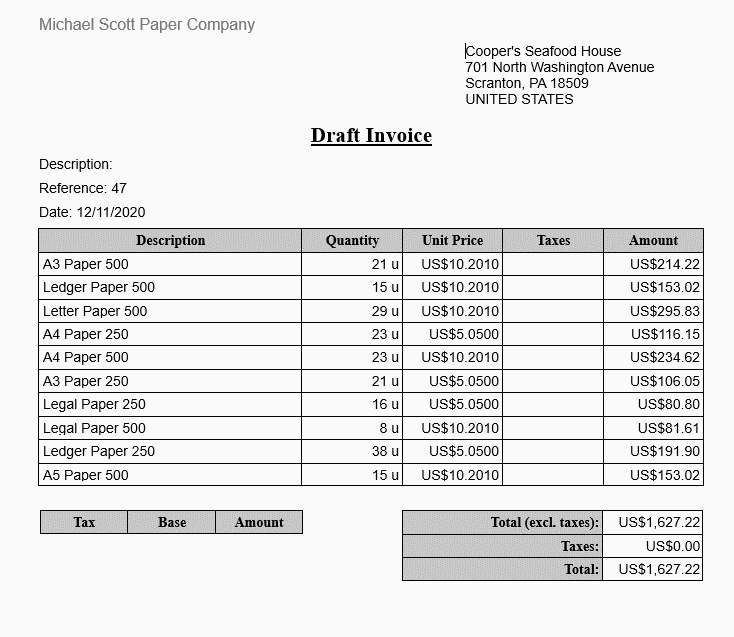 Michael Scott Paper Company
Cooper's Seafood House
701 North Washington Avenue
Scranton, PA 18509
UNITED STATES
Draft Invoice
Description:
Reference: 47
Date: 12/11/2020
Description Quantity Unit Price Taxes Amount
A3 Paper 500 21 u US$10.2010 US$214.22
Ledger Paper 500 15 u US$10.2010 US$153.02
Letter Paper 500 29 u US$10.2010 US$295.83
A4 Paper 250 23 u US$5.0500 US$116.15
A4 Paper 500 23 u US$10.2010 US$234.62
A3 Paper 250 21 u US$5.0500 US$106.05
Legal Paper 250 16 u US$5.0500 US$80.80
Legal Paper 500 8 u US$10.2010 US$81.61
Ledger Paper 250 38 u US$5.0500 US$191.90
A5 Paper 500 15 u US$10.2010 US$153.02
Tax Base Amount
Total (excl. taxes): US$1,627.22
Taxes: US$0.00
Total: US$1,627.22